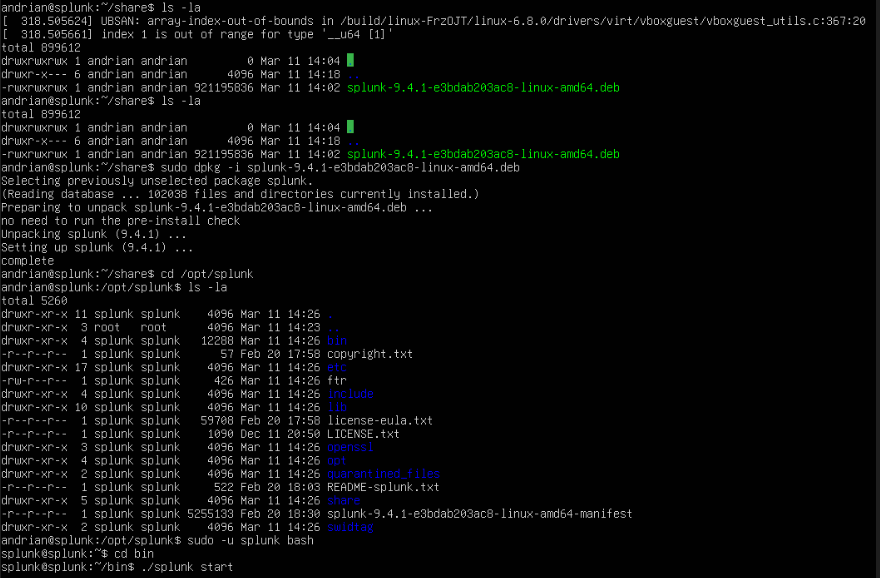 andrian@splunk:~/share$ ls -la
[  318.505624] UBSAN: array-index-out-of-bounds in /build/linux-FrzOJT/linux-6.8.0/drivers/virt/vboxguest/vboxguest_utils.c:367:20
[  318.505661] index 1 is out of range for type '__u64 [1]'
total 899612
drwxrwxrwx 1 andrian andrian         0 Mar 11 14:04 .
drwxr-x--- 6 andrian andrian      4096 Mar 11 14:18 ..
-rwxrwxrwx 1 andrian andrian 921195836 Mar 11 14:02 splunk-9.4.1-e3bdab203ac8-linux-amd64.deb
andrian@splunk:~/share$ ls -la
total 899612
drwxrwxrwx 1 andrian andrian         0 Mar 11 14:04 .
drwxr-x--- 6 andrian andrian      4096 Mar 11 14:18 ..
-rwxrwxrwx 1 andrian andrian 921195836 Mar 11 14:02 splunk-9.4.1-e3bdab203ac8-linux-amd64.deb
andrian@splunk:~/share$ sudo dpkg -i splunk-9.4.1-e3bdab203ac8-linux-amd64.deb
Selecting previously unselected package splunk.
(Reading database ... 102038 files and directories currently installed.)
Preparing to unpack splunk-9.4.1-e3bdab203ac8-linux-amd64.deb ...
no need to run the pre-install check
Unpacking splunk (9.4.1) ...
Setting up splunk (9.4.1) ...
complete
andrian@splunk:~/share$ cd /opt/splunk
andrian@splunk:/opt/splunk$ ls -la
total 5260
drwxr-xr-x 11 splunk splunk    4096 Mar 11 14:26 .
drwxr-xr-x  3 root   root      4096 Mar 11 14:23 ..
drwxr-xr-x  4 splunk splunk   12288 Mar 11 14:26 bin
-r--r--r--  1 splunk splunk      57 Feb 20 17:58 copyright.txt
drwxr-xr-x 17 splunk splunk    4096 Mar 11 14:26 etc
-rw-r--r--  1 splunk splunk     426 Mar 11 14:26 ftr
drwxr-xr-x  4 splunk splunk    4096 Mar 11 14:26 include
drwxr-xr-x 10 splunk splunk    4096 Mar 11 14:26 lib
-r--r--r--  1 splunk splunk   59708 Feb 20 17:58 license-eula.txt
-r--r--r--  1 splunk splunk    1090 Dec 11 20:50 LICENSE.txt
drwxr-xr-x  3 splunk splunk    4096 Mar 11 14:26 openssl
drwxr-xr-x  4 splunk splunk    4096 Mar 11 14:26 opt
drwxr-xr-x  2 splunk splunk    4096 Mar 11 14:26 quarantined_files
-r--r--r--  1 splunk splunk     522 Feb 20 18:03 README-splunk.txt
drwxr-xr-x  5 splunk splunk    4096 Mar 11 14:26 share
-r--r--r--  1 splunk splunk 5255133 Feb 20 18:30 splunk-9.4.1-e3bdab203ac8-linux-amd64-manifest
drwxr-xr-x  2 splunk splunk    4096 Mar 11 14:26 swidtag
andrian@splunk:/opt/splunk$ sudo -u splunk bash
splunk@splunk:~$ cd bin
splunk@splunk:~/bin$ ./splunk start